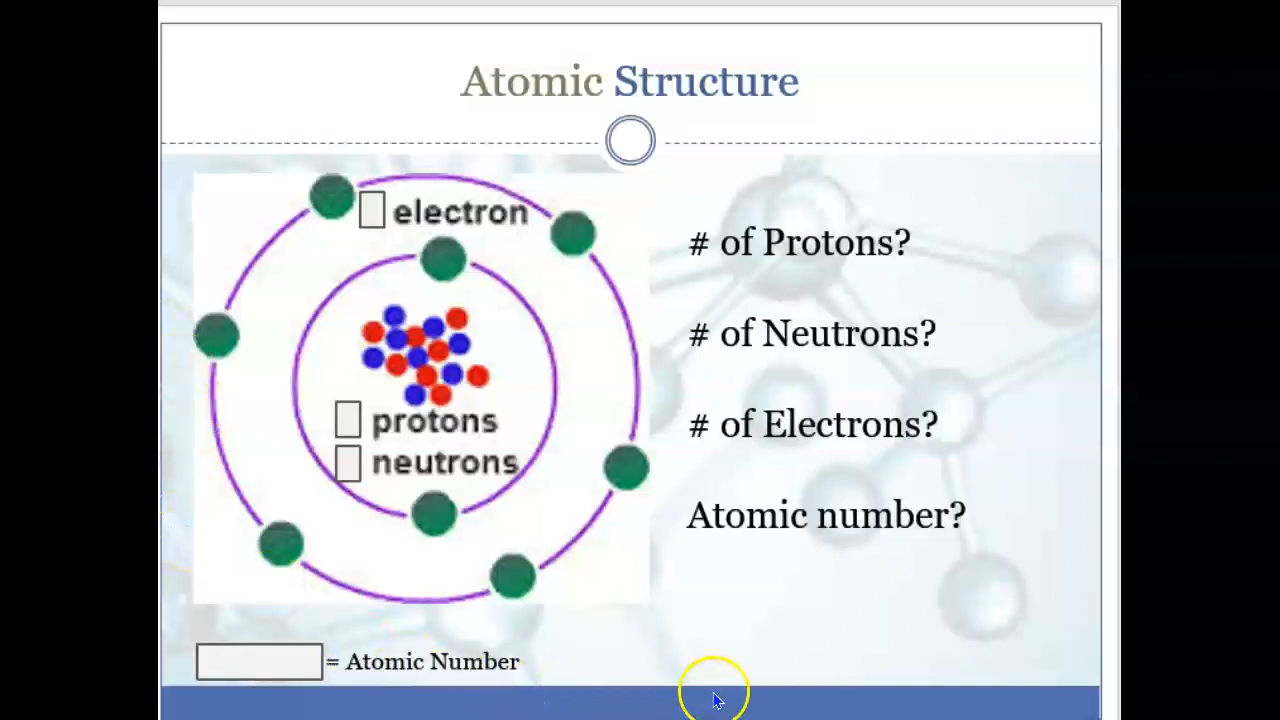 Atomic Structure
electron
protons
neutrons
# of Protons?
# of Neutrons?
# of Electrons?
Atomic number?
= Atomic Number